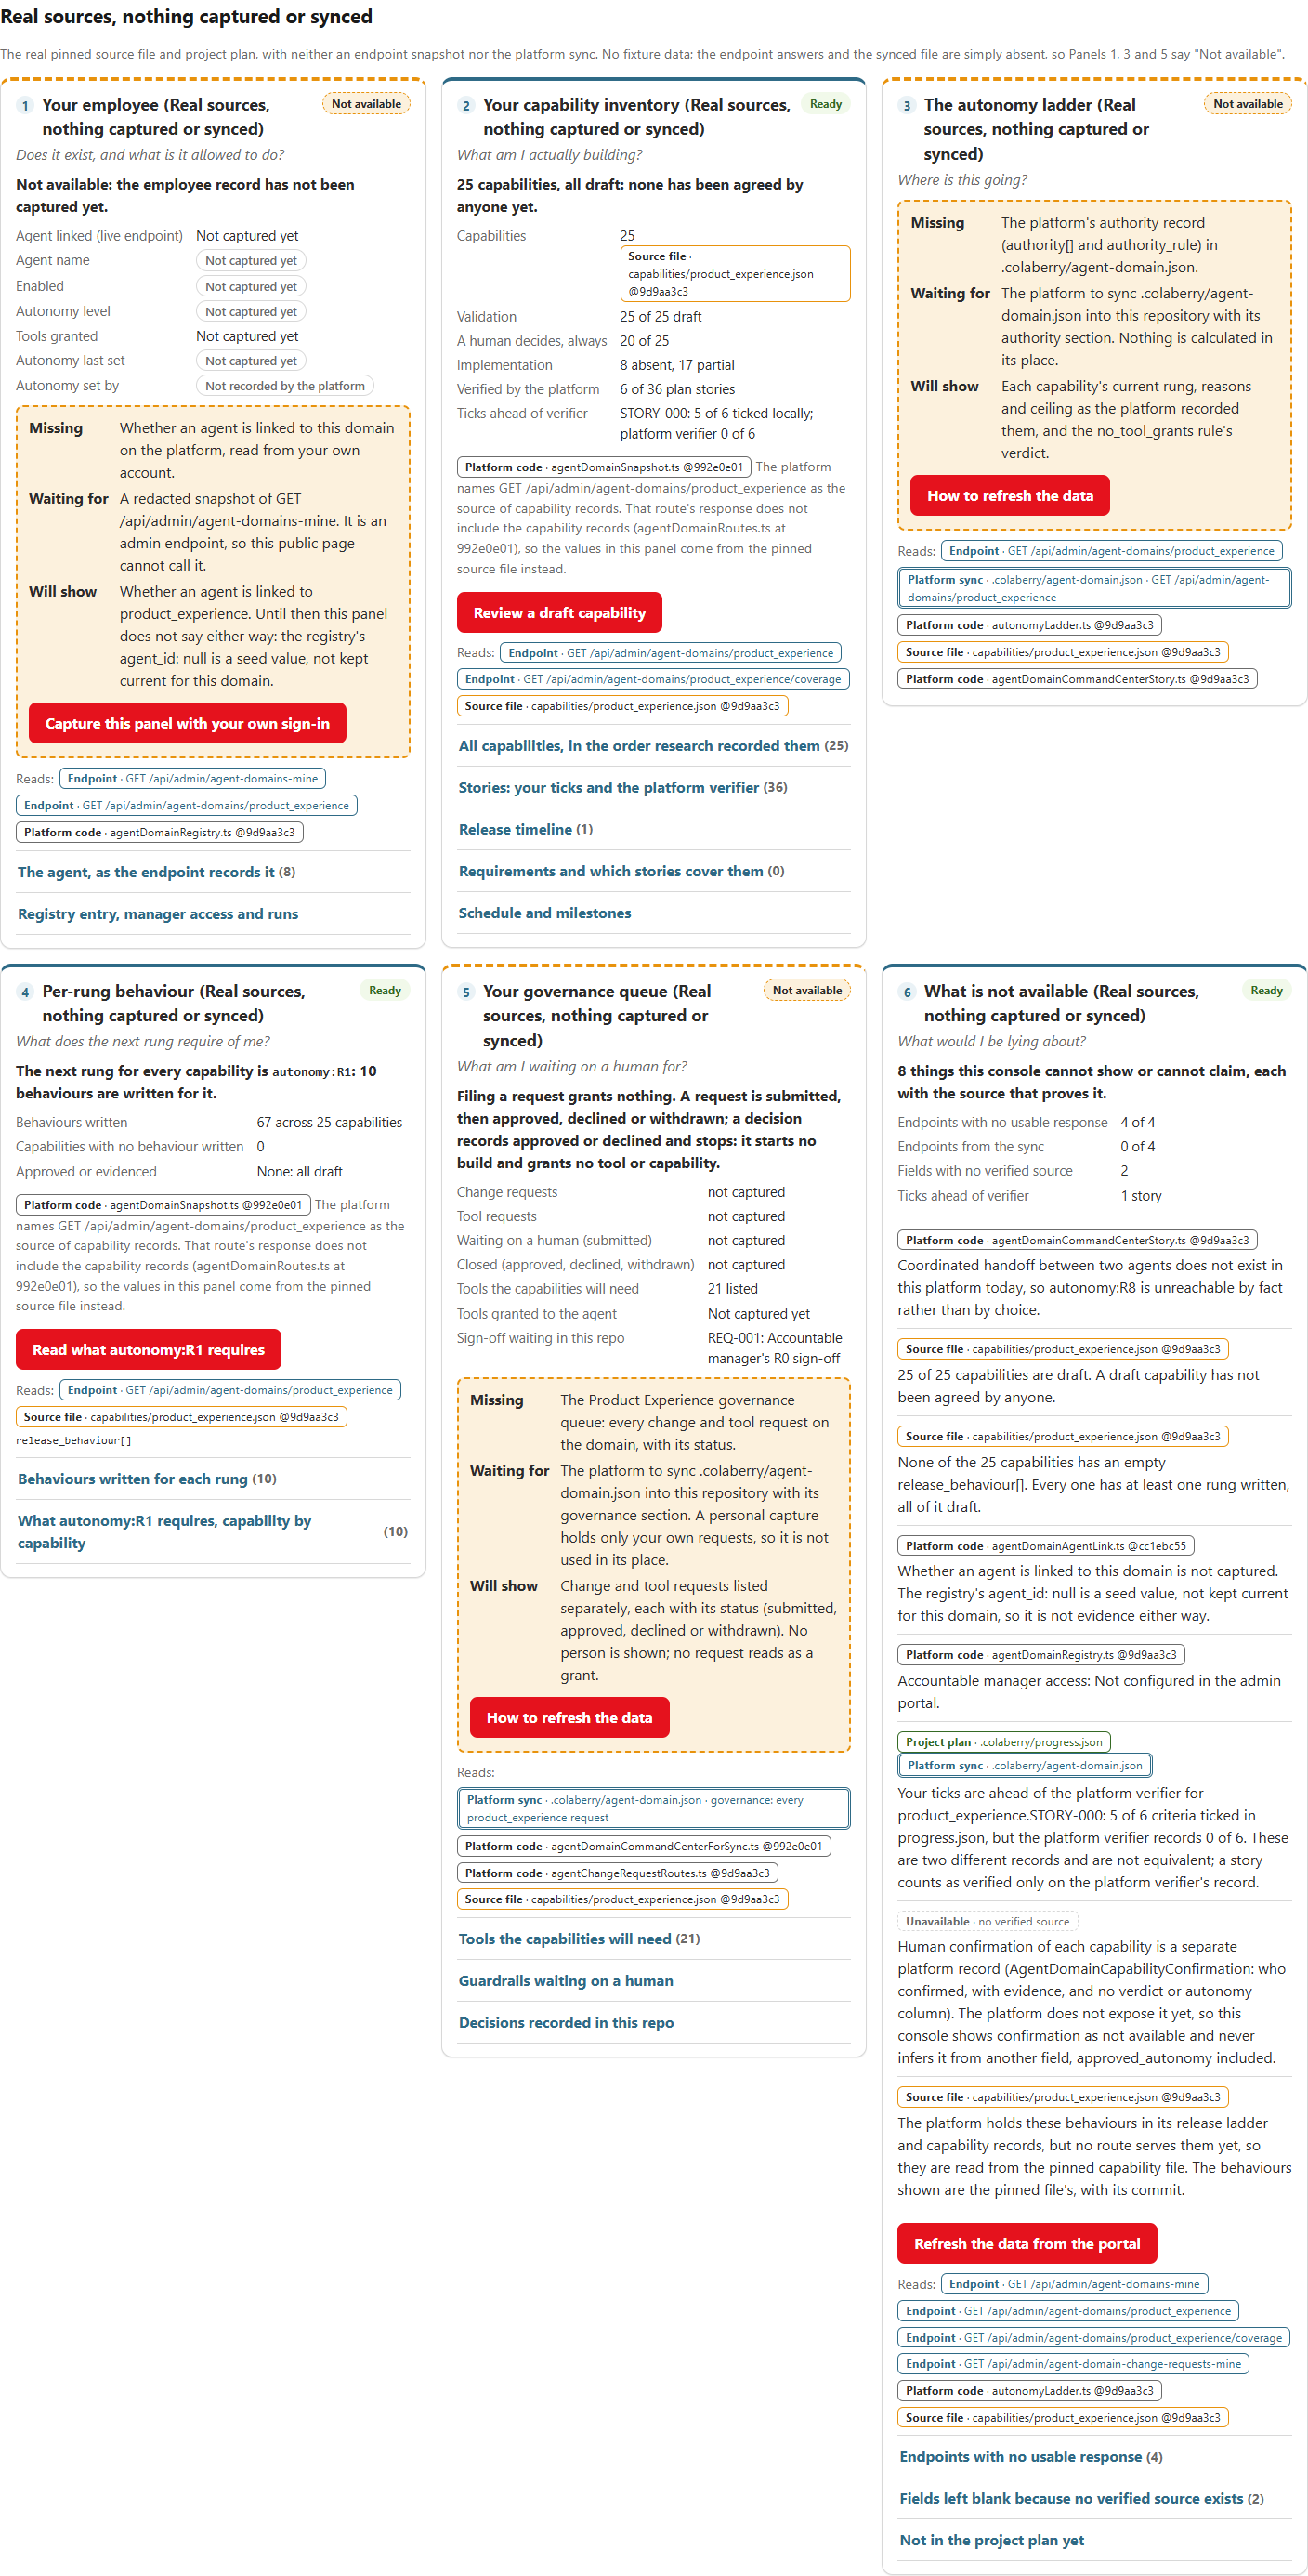 Real sources, nothing captured or synced
The real pinned source file and project plan, with neither an endpoint snapshot nor the platform sync. No fixture data; the endpoint answers and the synced file are simply absent, so Panels 1, 3 and 5 say "Not available".
1 Your employee (Real sources, Not available
nothing captured or synced)
Does it exist, and what is it allowed to do?
Not available: the employee record has not been
captured yet.
Agent linked (live endpoint) Not captured yet
Agent name Not captured yet
Enabled Not captured yet
Autonomy level Not captured yet
Tools granted Not captured yet
Autonomy last set Not captured yet
Autonomy set by Not recorded by the platform
Missing Whether an agent is linked to this domain
on the platform, read from your own
account.
Waiting for A redacted snapshot of GET
/api/admin/agent-domains-mine. It is an
admin endpoint, so this public page
cannot call it.
Will show Whether an agent is linked to
product_experience. Until then this panel
does not say either way: the registry's
agent_id: null is a seed value, not kept
current for this domain.
Capture this panel with your own sign-in
Reads: Endpoint · GET /api/admin/agent-domains-mine
Endpoint · GET /api/admin/agent-domains/product_experience
Platform code · agentDomainRegistry.ts @9d9aa3c3
The agent, as the endpoint records it (8)
Registry entry, manager access and runs
2 Your capability inventory (Real sources, Ready
nothing captured or synced)
What am I actually building?
25 capabilities, all draft: none has been agreed by
anyone yet.
Capabilities 25
Source file ·
capabilities/product_experience.json
@9d9aa3c3
Validation 25 of 25 draft
A human decides, always 20 of 25
Implementation 8 absent, 17 partial
Verified by the platform 6 of 36 plan stories
Ticks ahead of verifier STORY-000: 5 of 6 ticked locally;
platform verifier 0 of 6
Platform code · agentDomainSnapshot.ts @992e0e01 The platform
names GET /api/admin/agent-domains/product_experience as the
source of capability records. That route's response does not
include the capability records (agentDomainRoutes.ts at
992e0e01), so the values in this panel come from the pinned
source file instead.
Review a draft capability
Reads: Endpoint · GET /api/admin/agent-domains/product_experience
Endpoint · GET /api/admin/agent-domains/product_experience/coverage
Source file · capabilities/product_experience.json @9d9aa3c3
All capabilities, in the order research recorded them (25)
Stories: your ticks and the platform verifier (36)
Release timeline (1)
Requirements and which stories cover them (0)
Schedule and milestones
3 The autonomy ladder (Real Not available
sources, nothing captured or
synced)
Where is this going?
Missing The platform's authority record
(authority[] and authority_rule) in
.colaberry/agent-domain.json.
Waiting for The platform to sync .colaberry/agent-
domain.json into this repository with its
authority section. Nothing is calculated in
its place.
Will show Each capability's current rung, reasons
and ceiling as the platform recorded
them, and the no_tool_grants rule's
verdict.
How to refresh the data
Reads: Endpoint · GET /api/admin/agent-domains/product_experience
Platform sync · .colaberry/agent-domain.json · GET /api/admin/agent-
domains/product_experience
Platform code · autonomyLadder.ts @9d9aa3c3
Source file · capabilities/product_experience.json @9d9aa3c3
Platform code · agentDomainCommandCenterStory.ts @9d9aa3c3
4 Per-rung behaviour (Real sources, Ready
nothing captured or synced)
What does the next rung require of me?
The next rung for every capability is autonomy:R1: 10
behaviours are written for it.
Behaviours written 67 across 25 capabilities
Capabilities with no behaviour written 0
Approved or evidenced None: all draft
Platform code · agentDomainSnapshot.ts @992e0e01 The platform
names GET /api/admin/agent-domains/product_experience as the
source of capability records. That route's response does not
include the capability records (agentDomainRoutes.ts at
992e0e01), so the values in this panel come from the pinned
source file instead.
Read what autonomy:R1 requires
Reads: Endpoint · GET /api/admin/agent-domains/product_experience
Source file · capabilities/product_experience.json @9d9aa3c3
release_behaviour[]
Behaviours written for each rung (10)
What autonomy:R1 requires, capability by (10)
capability
5 Your governance queue (Real Not available
sources, nothing captured or
synced)
What am I waiting on a human for?
Filing a request grants nothing. A request is submitted,
then approved, declined or withdrawn; a decision
records approved or declined and stops: it starts no
build and grants no tool or capability.
Change requests not captured
Tool requests not captured
Waiting on a human (submitted) not captured
Closed (approved, declined, withdrawn) not captured
Tools the capabilities will need 21 listed
Tools granted to the agent Not captured yet
Sign-off waiting in this repo REQ-001: Accountable
manager's R0 sign-off
Missing The Product Experience governance
queue: every change and tool request on
the domain, with its status.
Waiting for The platform to sync .colaberry/agent-
domain.json into this repository with its
governance section. A personal capture
holds only your own requests, so it is not
used in its place.
Will show Change and tool requests listed
separately, each with its status (submitted,
approved, declined or withdrawn). No
person is shown; no request reads as a
grant.
How to refresh the data
Reads:
Platform sync · .colaberry/agent-domain.json · governance: every
product_experience request
Platform code · agentDomainCommandCenterForSync.ts @992e0e01
Platform code · agentChangeRequestRoutes.ts @9d9aa3c3
Source file · capabilities/product_experience.json @9d9aa3c3
Tools the capabilities will need (21)
Guardrails waiting on a human
Decisions recorded in this repo
6 What is not available (Real sources, Ready
nothing captured or synced)
What would I be lying about?
8 things this console cannot show or cannot claim, each
with the source that proves it.
Endpoints with no usable response 4 of 4
Endpoints from the sync 0 of 4
Fields with no verified source 2
Ticks ahead of verifier 1 story
Platform code · agentDomainCommandCenterStory.ts @9d9aa3c3
Coordinated handoff between two agents does not exist in
this platform today, so autonomy:R8 is unreachable by fact
rather than by choice.
Source file · capabilities/product_experience.json @9d9aa3c3
25 of 25 capabilities are draft. A draft capability has not
been agreed by anyone.
Source file · capabilities/product_experience.json @9d9aa3c3
None of the 25 capabilities has an empty
release_behaviour[]. Every one has at least one rung written,
all of it draft.
Platform code · agentDomainAgentLink.ts @cc1ebc55
Whether an agent is linked to this domain is not captured.
The registry's agent_id: null is a seed value, not kept current
for this domain, so it is not evidence either way.
Platform code · agentDomainRegistry.ts @9d9aa3c3
Accountable manager access: Not configured in the admin
portal.
Project plan · .colaberry/progress.json
Platform sync · .colaberry/agent-domain.json
Your ticks are ahead of the platform verifier for
product_experience.STORY-000: 5 of 6 criteria ticked in
progress.json, but the platform verifier records 0 of 6. These
are two different records and are not equivalent; a story
counts as verified only on the platform verifier's record.
Unavailable · no verified source
Human confirmation of each capability is a separate
platform record (AgentDomainCapabilityConfirmation: who
confirmed, with evidence, and no verdict or autonomy
column). The platform does not expose it yet, so this
console shows confirmation as not available and never
infers it from another field, approved_autonomy included.
Source file · capabilities/product_experience.json @9d9aa3c3
The platform holds these behaviours in its release ladder
and capability records, but no route serves them yet, so
they are read from the pinned capability file. The behaviours
shown are the pinned file's, with its commit.
Refresh the data from the portal
Reads: Endpoint · GET /api/admin/agent-domains-mine
Endpoint · GET /api/admin/agent-domains/product_experience
Endpoint · GET /api/admin/agent-domains/product_experience/coverage
Endpoint · GET /api/admin/agent-domain-change-requests-mine
Platform code · autonomyLadder.ts @9d9aa3c3
Source file · capabilities/product_experience.json @9d9aa3c3
Endpoints with no usable response (4)
Fields left blank because no verified source exists (2)
Not in the project plan yet